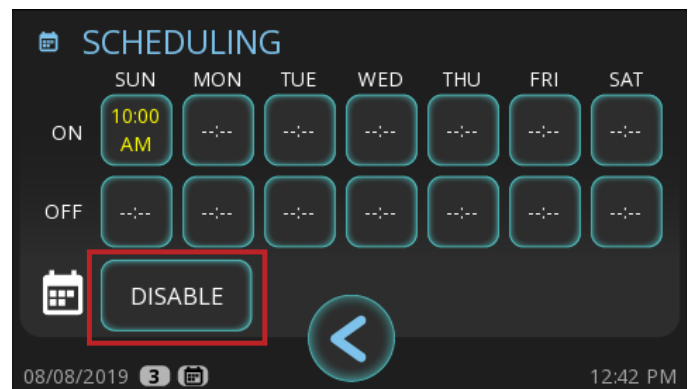 SCHEDULING
SUN MON TUE WED THU FRI SAT
ON 10:00 AM --:-- --:-- --:-- --:-- --:-- --:--
OFF --:-- --:-- --:-- --:-- --:-- --:-- --:--
DISABLE
08/08/2019 3 12:42 PM